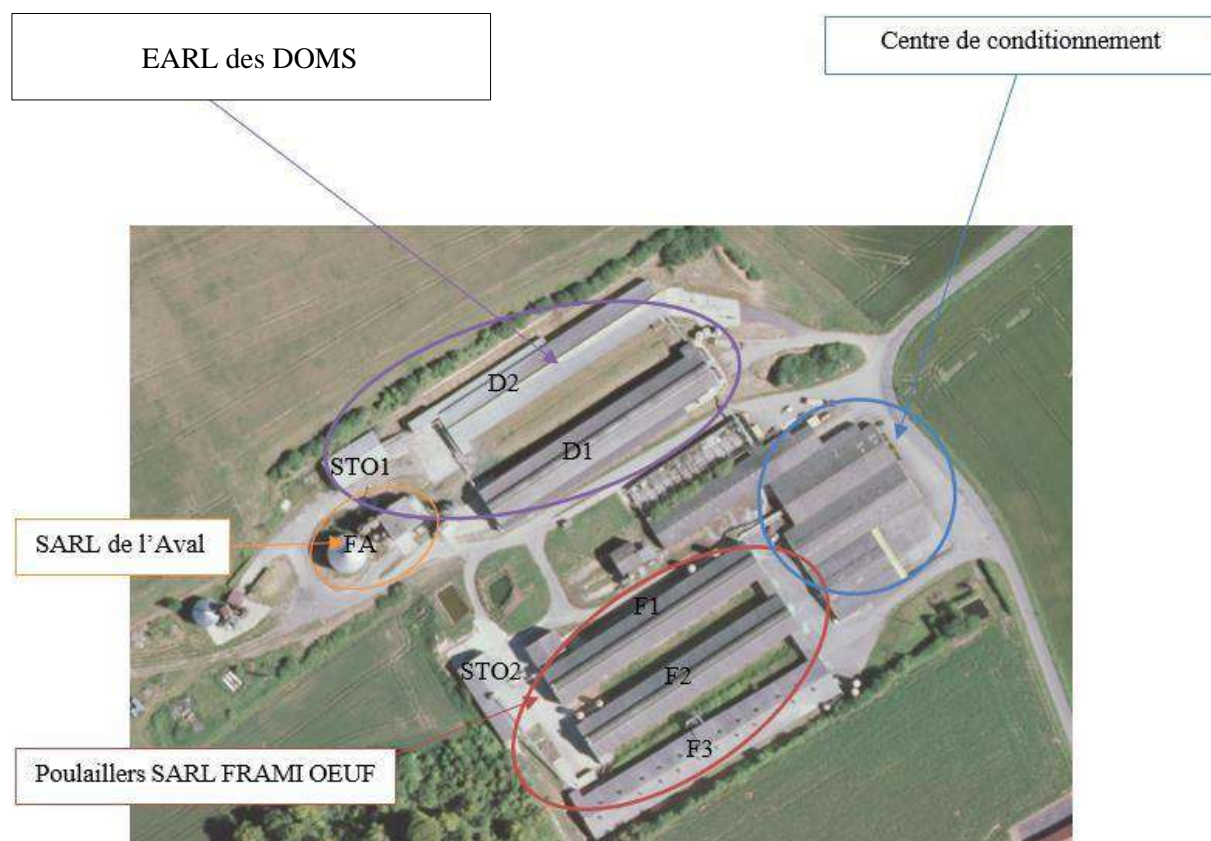 EARL des DOMS
Centre de conditionnement
D2
D1
STO1
SARL de l’Aval
FA
F1
STO2
F2
F3
Poulaillers SARL FRAMI OEUF